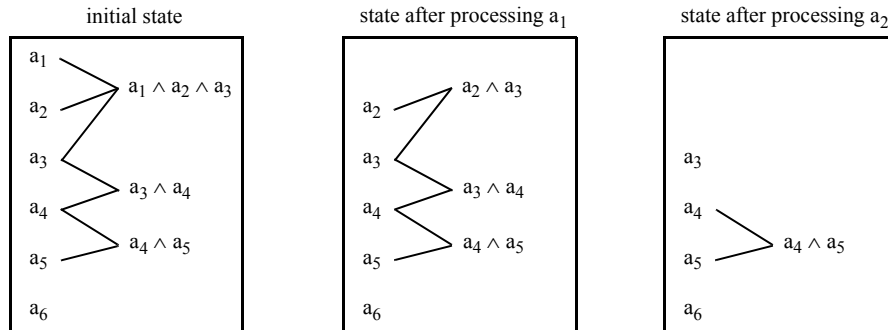 initial state
a1
a2
a3
a4
a5
a6
a1 ∧ a2 ∧ a3
a3 ∧ a4
a4 ∧ a5
state after processing a1
a2
a3
a4
a5
a6
a2 ∧ a3
a3 ∧ a4
a4 ∧ a5
state after processing a2
a3
a4
a5
a6
a4 ∧ a5